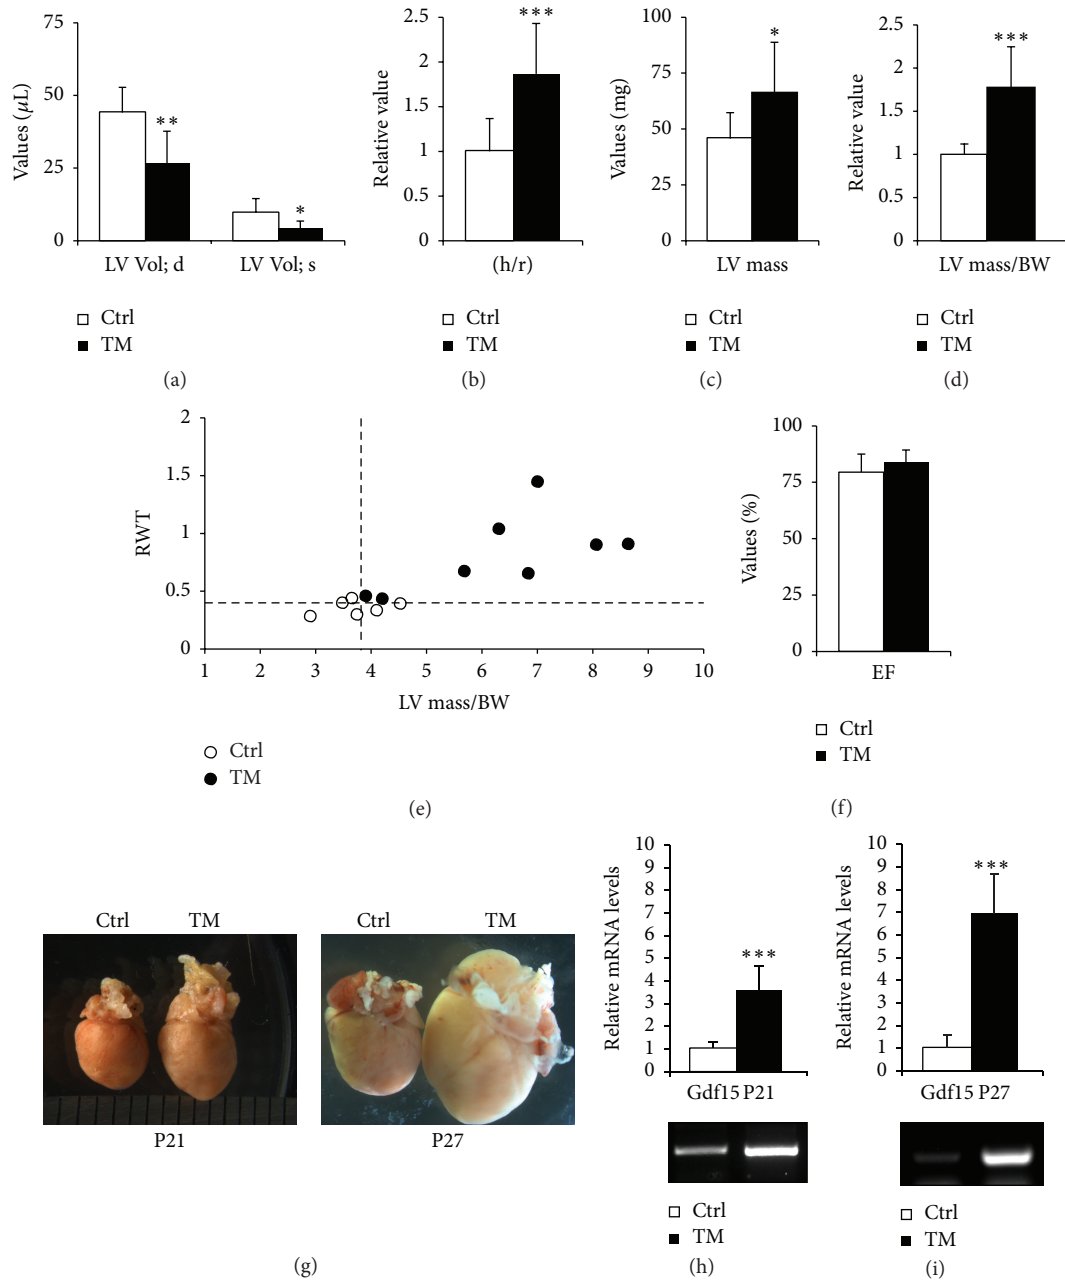 75
50
25
0
Values (µL)
**
*
LV Vol; d
LV Vol; s
Ctrl
TM
(a)
2.5
2
1.5
1
0.5
0
Relative value
***
(h/r)
Ctrl
TM
(b)
100
75
50
25
0
Values (mg)
*
LV mass
Ctrl
TM
(c)
2.5
2
1.5
1
0.5
0
Relative value
***
LV mass/BW
Ctrl
TM
(d)
2
1.5
1
0.5
0
RWT
1 2 3 4 5 6 7 8 9 10
LV mass/BW
Ctrl
TM
(e)
100
75
50
25
0
Values (%)
EF
Ctrl
TM
(f)
Ctrl TM
P21
Ctrl TM
P27
(g)
10
9
8
7
6
5
4
3
2
1
0
Relative mRNA levels
***
Gdf15 P21
Ctrl
TM
(h)
10
9
8
7
6
5
4
3
2
1
0
Relative mRNA levels
***
Gdf15 P27
Ctrl
TM
(i)